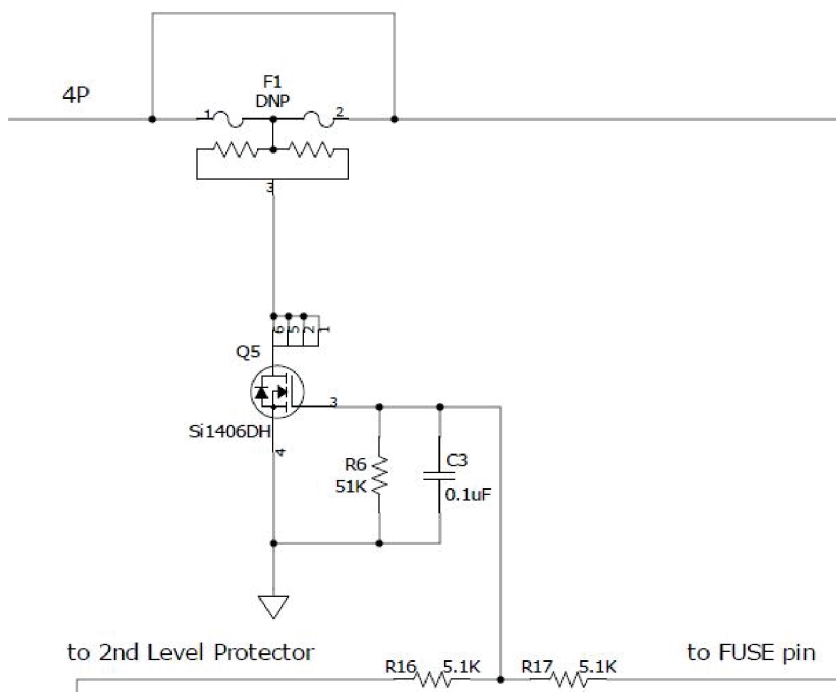 F1
4P
DNP
1
2
3
6
5
2
1
Q5
3
Si1406DH
4
R6
C3
51K
0.1uF
to 2nd Level Protector
to FUSE pin
R16
5.1K
R17
5.1K